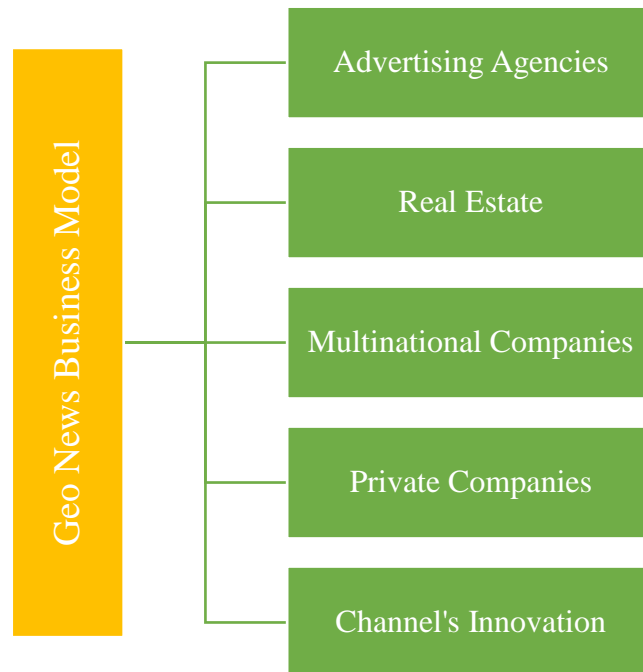 Geo News Business Model
Advertising Agencies
Real Estate
Multinational Companies
Private Companies
Channel's Innovation